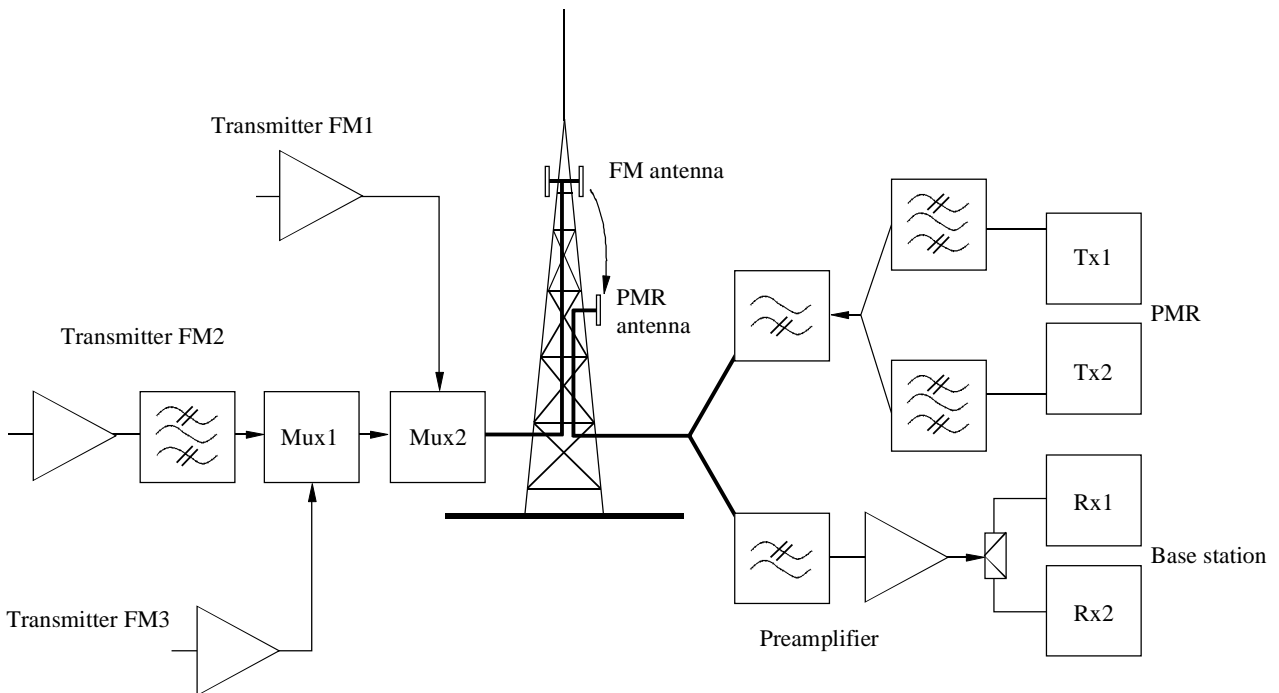 Transmitter FM1
FM antenna
Tx1
PMR
antenna
PMR
Transmitter FM2
Tx2
Mux1
Mux2
Rx1
Base station
Transmitter FM3
Rx2
Preamplifier